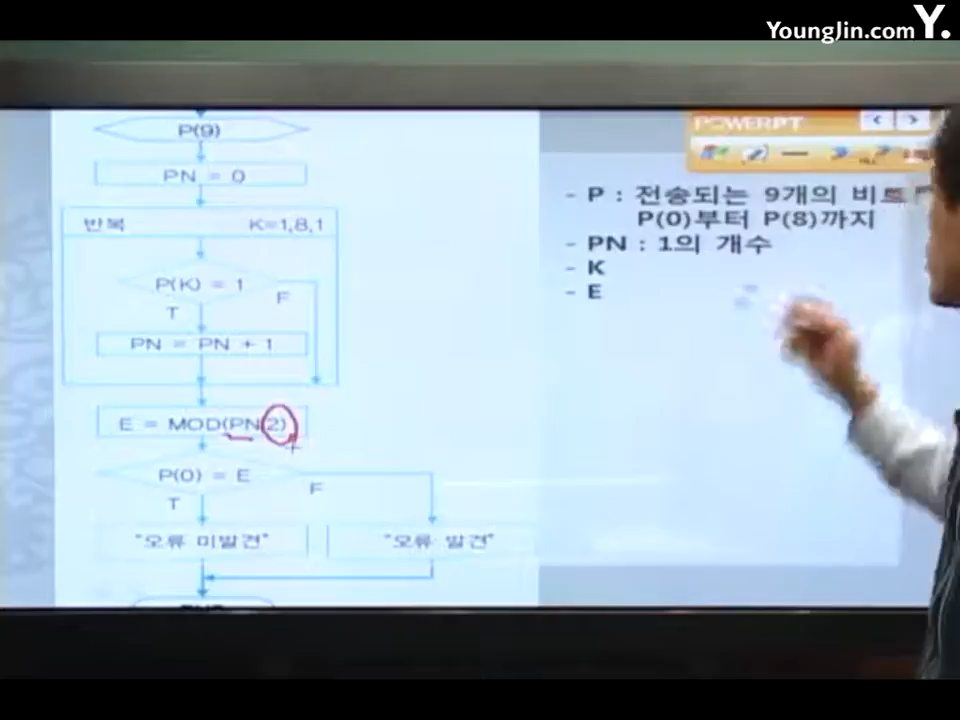 YoungJin.com Y.
P(9)
PN = 0
반복 K=1,8,1
P(K) = 1
F
T
PN = PN + 1
E = MOD(PN,2)
P(0) = E
F
T
"오류 미발견" "오류 발견"
POWERPT
- P : 전송되는 9개의 비트
P(0)부터 P(8)까지
- PN : 1의 개수
- K
- E